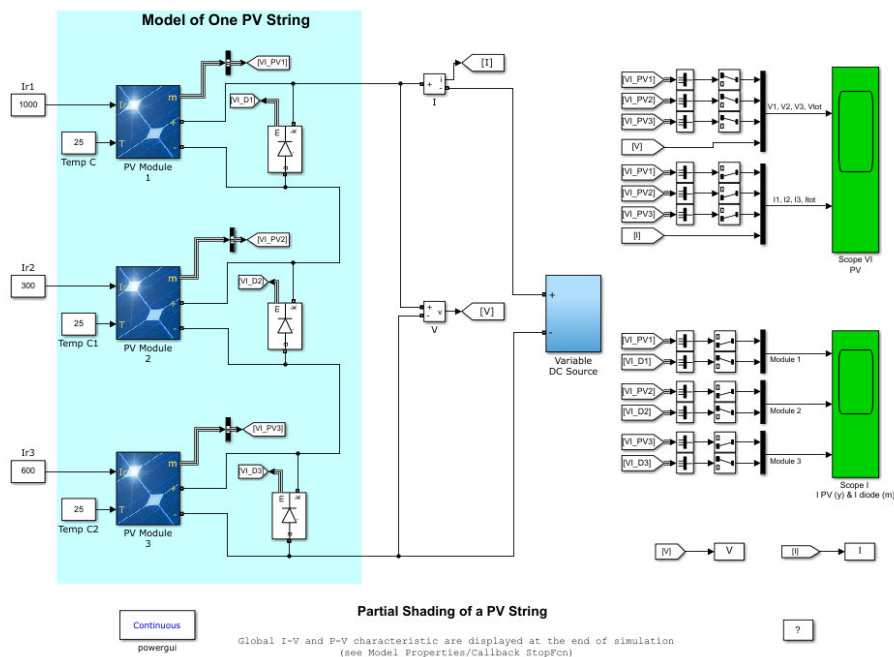 Model of One PV String
Ir1
1000
25
Temp C
Ir
T
m
+
-
PV Module
1
[VI_PV1]
[VI_D1]
m
k
a
Ir2
300
25
Temp C1
Ir
T
m
+
-
PV Module
2
[VI_PV2]
[VI_D2]
m
k
a
Ir3
600
25
Temp C2
Ir
T
m
+
-
PV Module
3
[VI_PV3]
[VI_D3]
m
k
a
+
-
i
I
[I]
+
-
v
V
[V]
+
-
Variable
DC Source
[VI_PV1]
[VI_PV2]
[VI_PV3]
[V]
V1, V2, V3, Vtot
[VI_PV1]
[VI_PV2]
[VI_PV3]
[I]
I1, I2, I3, Itot
Scope VI
PV
[VI_PV1]
[VI_D1]
Module 1
[VI_PV2]
[VI_D2]
Module 2
[VI_PV3]
[VI_D3]
Module 3
Scope I
I PV (y) & I diode (m)
[V]
V
[I]
I
Continuous
powergui
Partial Shading of a PV String
Global I-V and P-V characteristic are displayed at the end of simulation
(see Model Properties/Callback StopFcn)
?